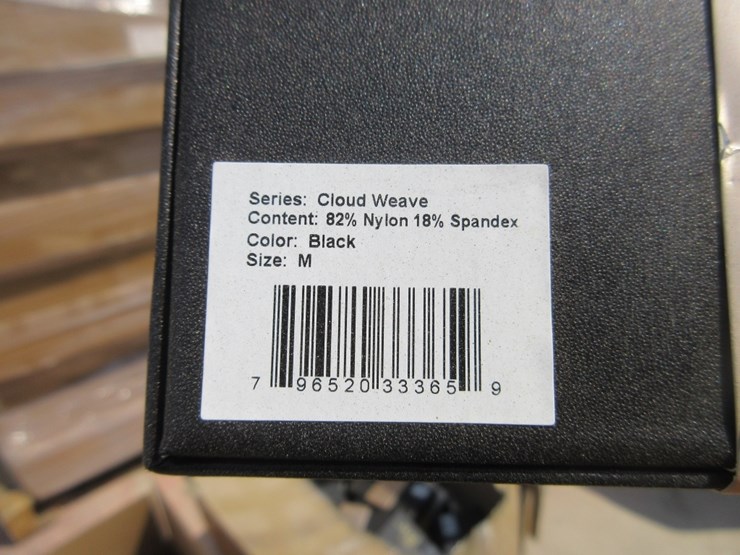 Series: Cloud Weave
Content: 82% Nylon 18% Spandex
Color: Black
Size: M
7 96520 33365 9